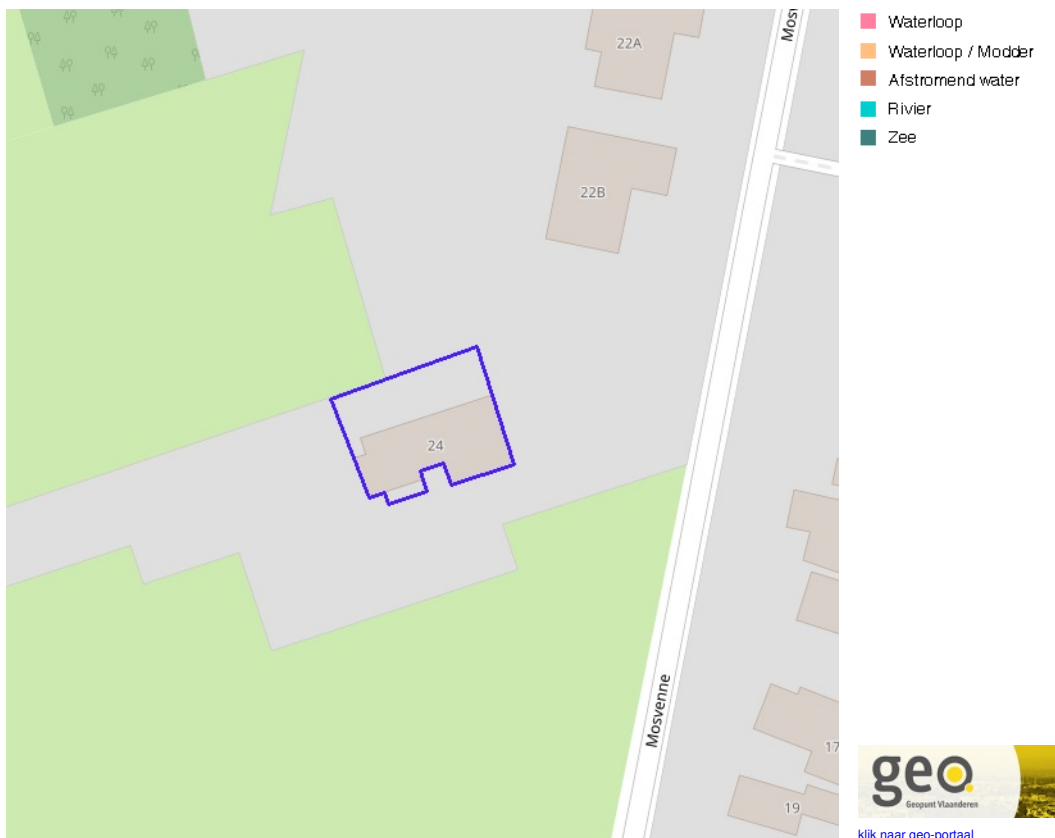 22A
22B
24
Mosvenne
17
19
Waterloop
Waterloop / Modder
Afstromend water
Rivier
Zee
geo.
Geopunt Vlaanderen
klik naar geo-portaal